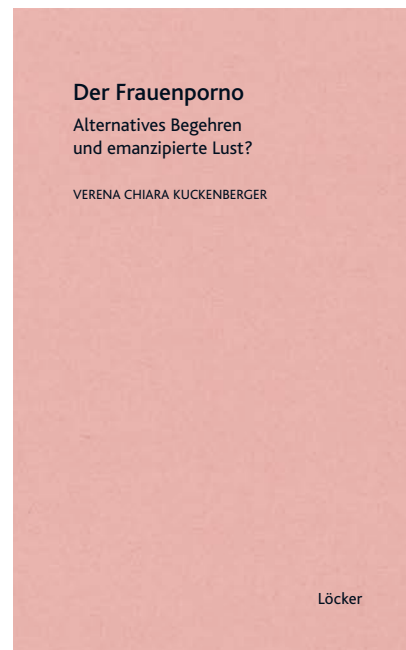 Der Frauenporno
Alternatives Begehren
und emanzipierte Lust?
VERENA CHIARA KUCKENBERGER
Löcker